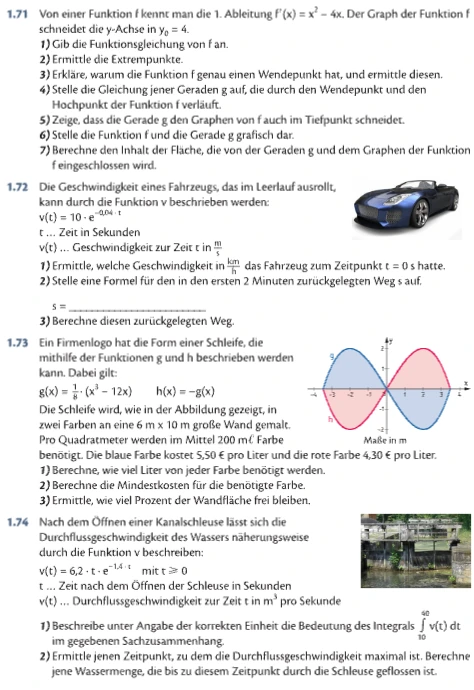 1.71 Von einer Funktion f kennt man die 1. Ableitung f'(x) = x² – 4x. Der Graph der Funktion f
schneidet die y-Achse in y₀ = 4.
1) Gib die Funktionsgleichung von f an.
2) Ermittle die Extrempunkte.
3) Erkläre, warum die Funktion f genau einen Wendepunkt hat, und ermittle diesen.
4) Stelle die Gleichung jener Geraden g auf, die durch den Wendepunkt und den
Hochpunkt der Funktion f verläuft.
5) Zeige, dass die Gerade g den Graphen von f auch im Tiefpunkt schneidet.
6) Stelle die Funktion f und die Gerade g grafisch dar.
7) Berechne den Inhalt der Fläche, die von der Geraden g und dem Graphen der Funktion
f eingeschlossen wird.
1.72 Die Geschwindigkeit eines Fahrzeugs, das im Leerlauf ausrollt,
kann durch die Funktion v beschrieben werden:
v(t) = 10 · e^(–0,04 · t)
t ... Zeit in Sekunden
v(t) ... Geschwindigkeit zur Zeit t in m/s
1) Ermittle, welche Geschwindigkeit in km/h das Fahrzeug zum Zeitpunkt t = 0 s hatte.
2) Stelle eine Formel für den in den ersten 2 Minuten zurückgelegten Weg s auf.
s = ____________________
3) Berechne diesen zurückgelegten Weg.
1.73 Ein Firmenlogo hat die Form einer Schleife, die
mithilfe der Funktionen g und h beschrieben werden
kann. Dabei gilt:
g(x) = 1/8 · (x³ – 12x) h(x) = –g(x)
Die Schleife wird, wie in der Abbildung gezeigt, in
zwei Farben an eine 6 m x 10 m große Wand gemalt.
Pro Quadratmeter werden im Mittel 200 mℓ Farbe
benötigt. Die blaue Farbe kostet 5,50 € pro Liter und die rote Farbe 4,30 € pro Liter.
y
2
g
1
x
-4 -3 -2 -1 1 2 3 4
-1
h
-2
Maße in m
1) Berechne, wie viel Liter von jeder Farbe benötigt werden.
2) Berechne die Mindestkosten für die benötigte Farbe.
3) Ermittle, wie viel Prozent der Wandfläche frei bleiben.
1.74 Nach dem Öffnen einer Kanalschleuse lässt sich die
Durchflussgeschwindigkeit des Wassers näherungsweise
durch die Funktion v beschreiben:
v(t) = 6,2 · t · e^(–1,4 · t) mit t ⩾ 0
t ... Zeit nach dem Öffnen der Schleuse in Sekunden
v(t) ... Durchflussgeschwindigkeit zur Zeit t in m³ pro Sekunde
1) Beschreibe unter Angabe der korrekten Einheit die Bedeutung des Integrals ∫₁₀⁴⁰ v(t) dt
im gegebenen Sachzusammenhang.
2) Ermittle jenen Zeitpunkt, zu dem die Durchflussgeschwindigkeit maximal ist. Berechne
jene Wassermenge, die bis zu diesem Zeitpunkt durch die Schleuse geflossen ist.